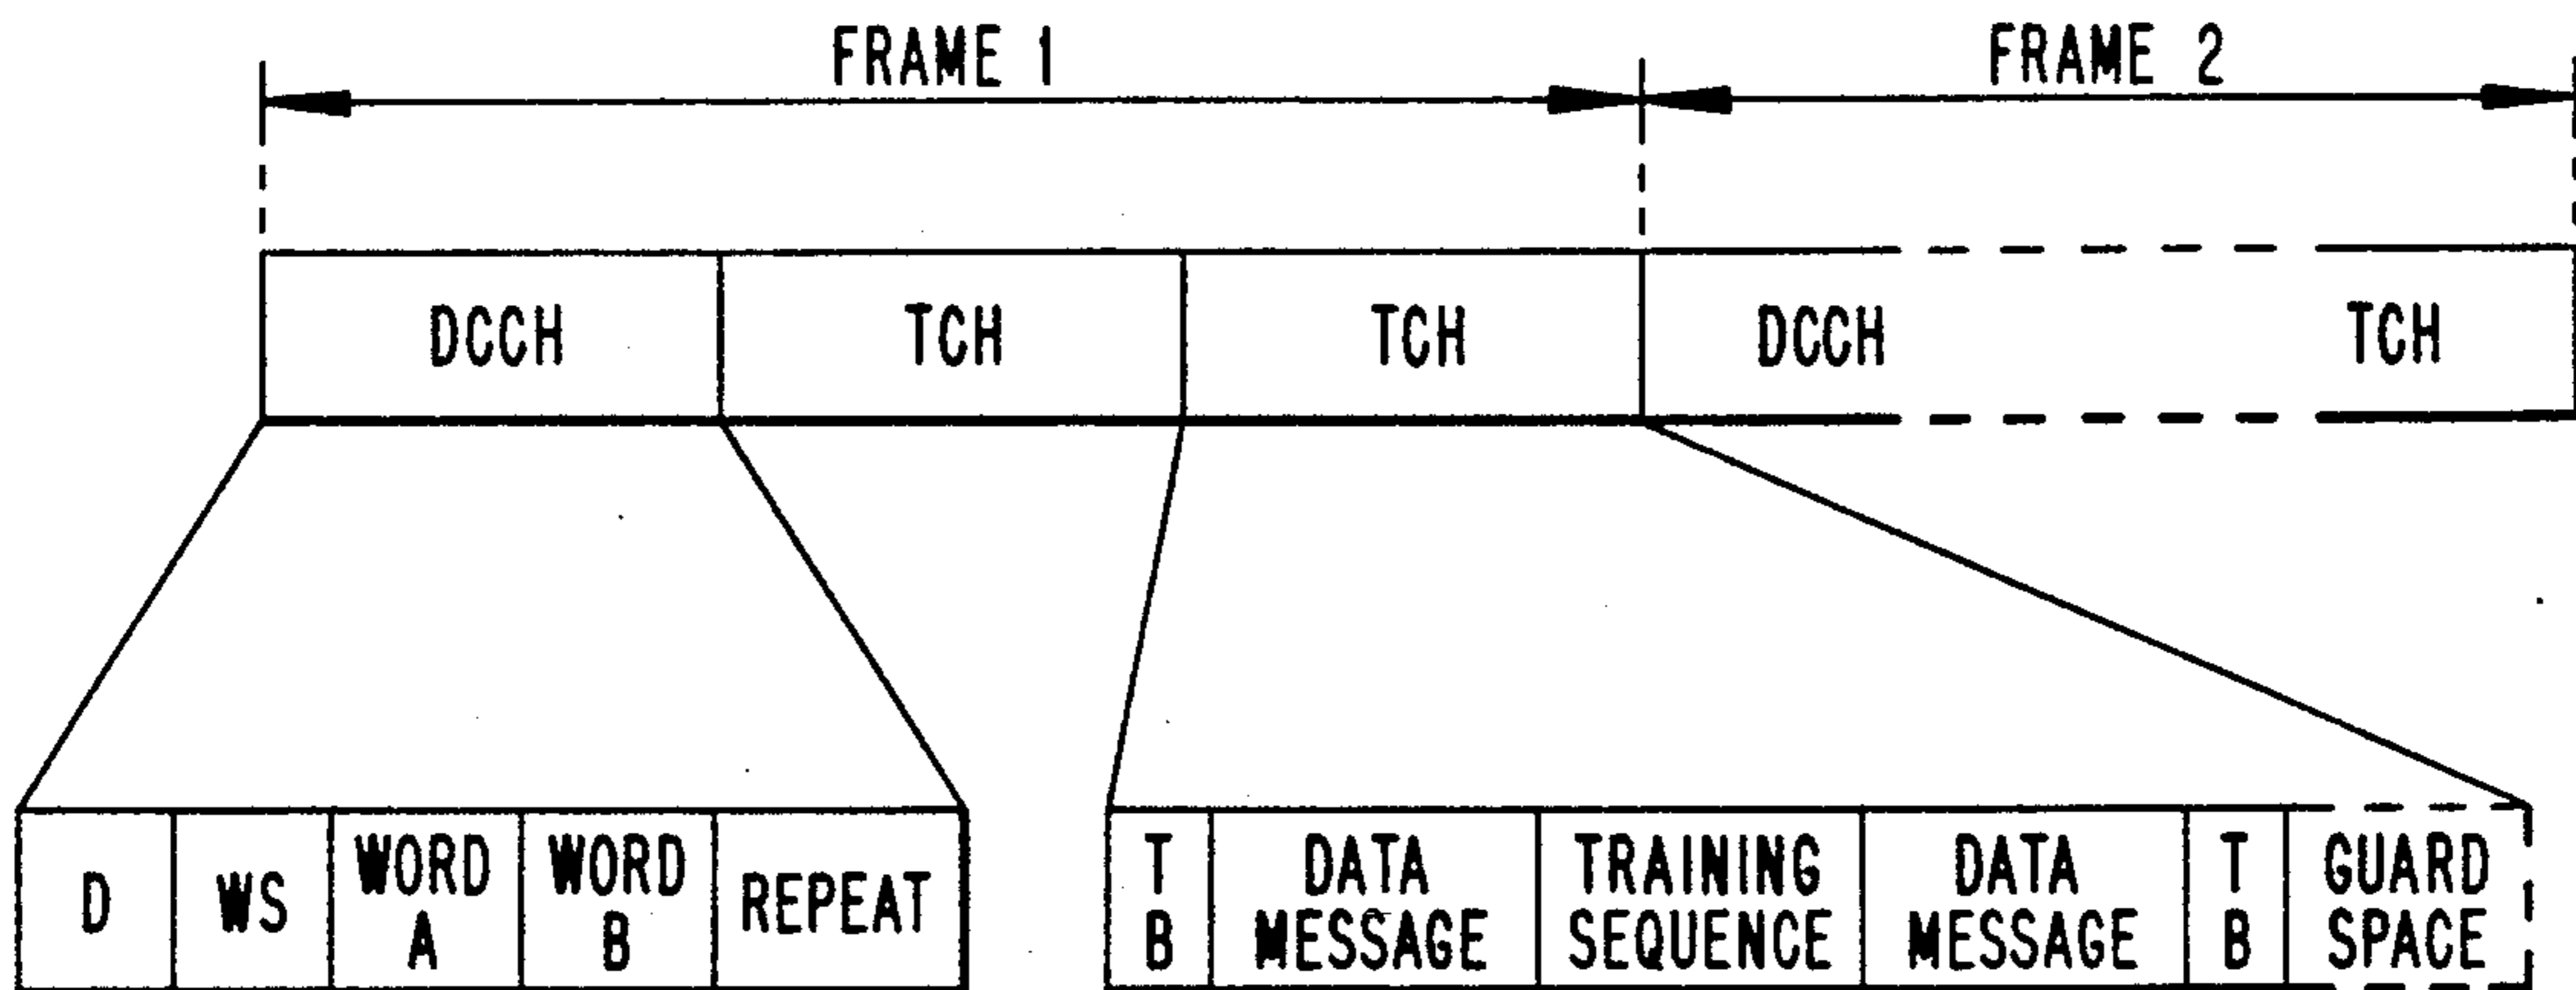 FRAME 1 FRAME 2
DCCH TCH TCH DCCH TCH
D WS WORD A WORD B REPEAT
T B DATA MESSAGE TRAINING SEQUENCE DATA MESSAGE T B GUARD SPACE